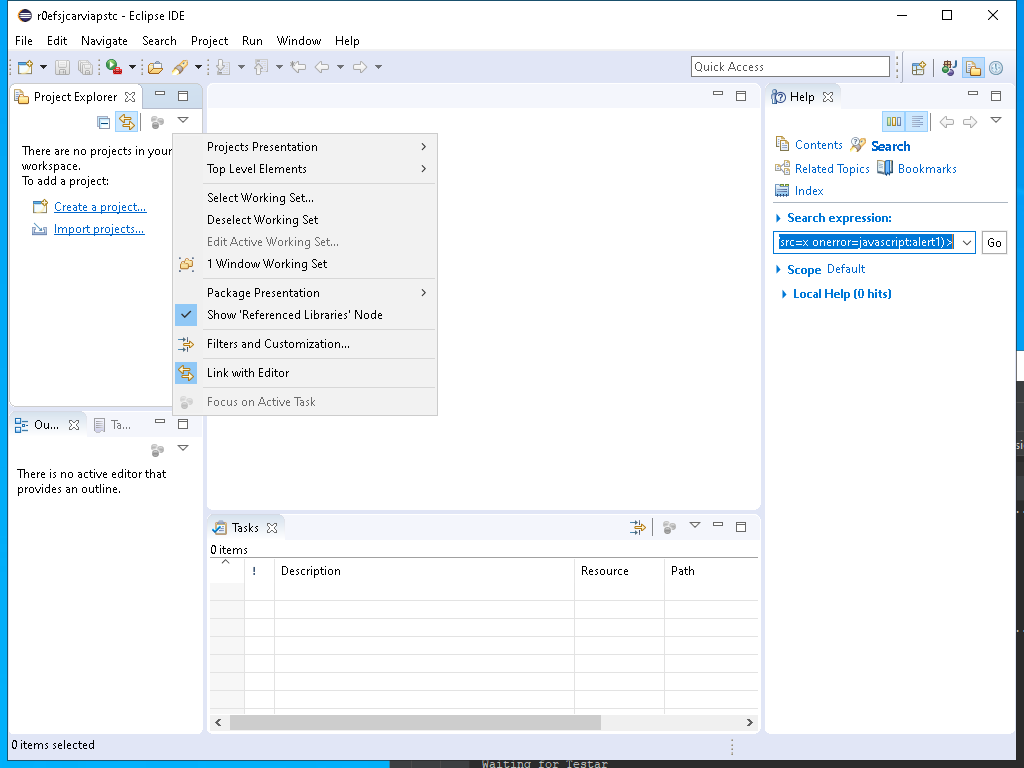 r0efsjcarviapstc - Eclipse IDE
File Edit Navigate Search Project Run Window Help
Quick Access
Project Explorer
There are no projects in your
workspace.
To add a project:
Create a project...
Import projects...
Projects Presentation
Top Level Elements
Select Working Set...
Deselect Working Set
Edit Active Working Set...
1 Window Working Set
Package Presentation
Show 'Referenced Libraries' Node
Filters and Customization...
Link with Editor
Focus on Active Task
Help
Contents Search
Related Topics Bookmarks
Index
Search expression:
src=x onerror=javascript:alert1)> Go
Scope Default
Local Help (0 hits)
Ou... Ta...
There is no active editor that
provides an outline.
Tasks
0 items
! Description Resource Path
0 items selected
Waiting for Testar